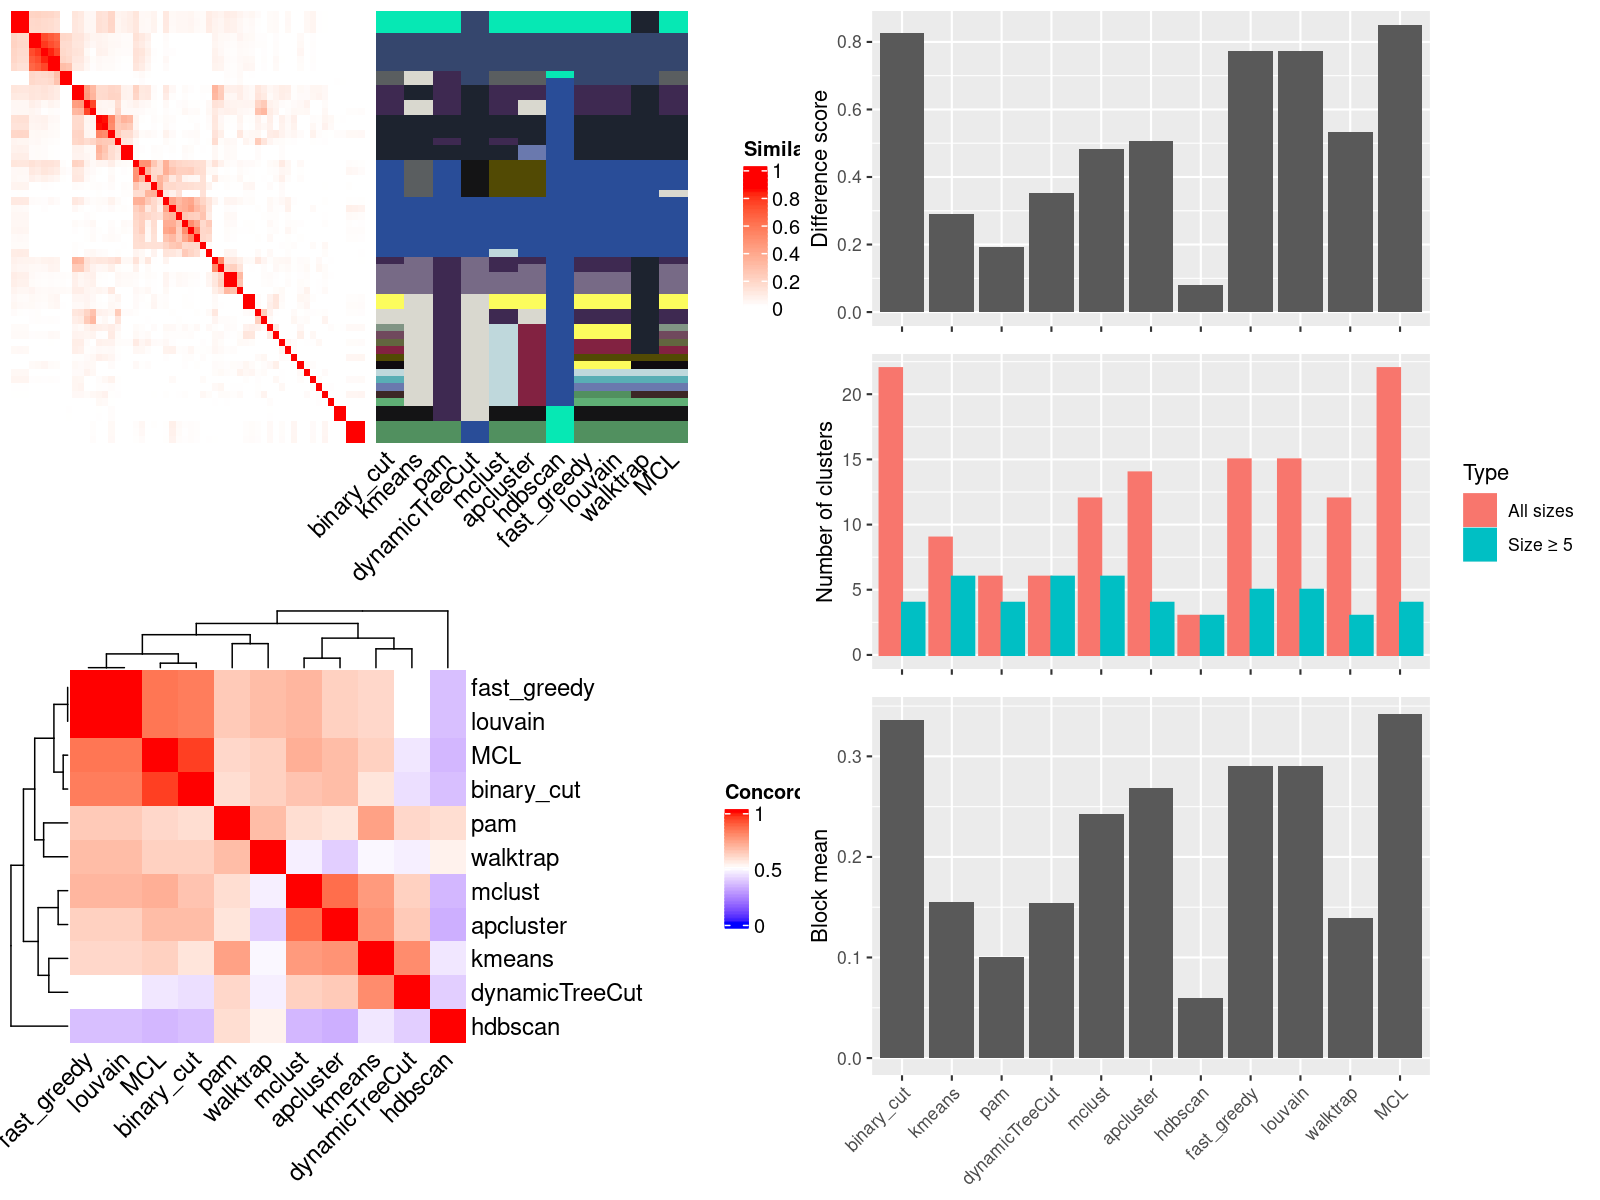 Simila
1
0.8
0.6
0.4
0.2
0
binary_cut
kmeans
pam
dynamicTreeCut
mclust
apcluster
hdbscan
fast_greedy
louvain
walktrap
MCL
fast_greedy
louvain
MCL
binary_cut
pam
walktrap
mclust
apcluster
kmeans
dynamicTreeCut
hdbscan
fast_greedy
louvain
MCL
binary_cut
pam
walktrap
mclust
apcluster
kmeans
dynamicTreeCut
hdbscan
Concord
1
0.5
0
Difference score
0.8
0.6
0.4
0.2
0.0
Number of clusters
20
15
10
5
0
Type
All sizes
Size ≥ 5
Block mean
0.3
0.2
0.1
0.0
binary_cut
kmeans
pam
dynamicTreeCut
mclust
apcluster
hdbscan
fast_greedy
louvain
walktrap
MCL